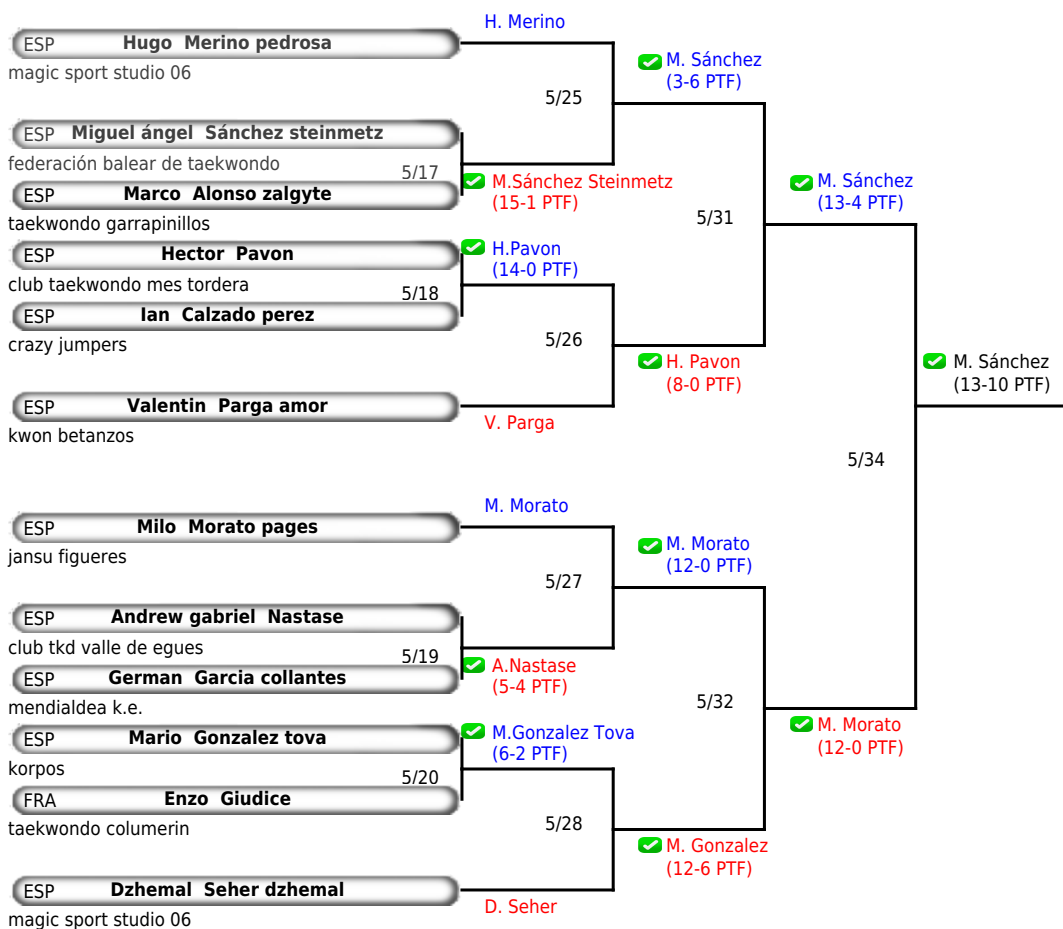 H. Merino
ESP Hugo Merino pedrosa
magic sport studio 06
M. Sánchez
(3-6 PTF)
5/25
ESP Miguel ángel Sánchez steinmetz
federación balear de taekwondo
5/17
ESP Marco Alonso zalgyte
taekwondo garrapinillos
M.Sánchez Steinmetz
(15-1 PTF)
M. Sánchez
(13-4 PTF)
5/31
ESP Hector Pavon
club taekwondo mes tordera
H.Pavon
(14-0 PTF)
5/18
ESP Ian Calzado perez
crazy jumpers
5/26
H. Pavon
(8-0 PTF)
M. Sánchez
(13-10 PTF)
ESP Valentin Parga amor
kwon betanzos
V. Parga
5/34
M. Morato
ESP Milo Morato pages
jansu figueres
M. Morato
(12-0 PTF)
5/27
ESP Andrew gabriel Nastase
club tkd valle de egues
5/19
ESP German Garcia collantes
mendialdea k.e.
A.Nastase
(5-4 PTF)
5/32
M. Morato
(12-0 PTF)
ESP Mario Gonzalez tova
korpos
M.Gonzalez Tova
(6-2 PTF)
5/20
FRA Enzo Giudice
taekwondo columerin
5/28
M. Gonzalez
(12-6 PTF)
ESP Dzhemal Seher dzhemal
magic sport studio 06
D. Seher